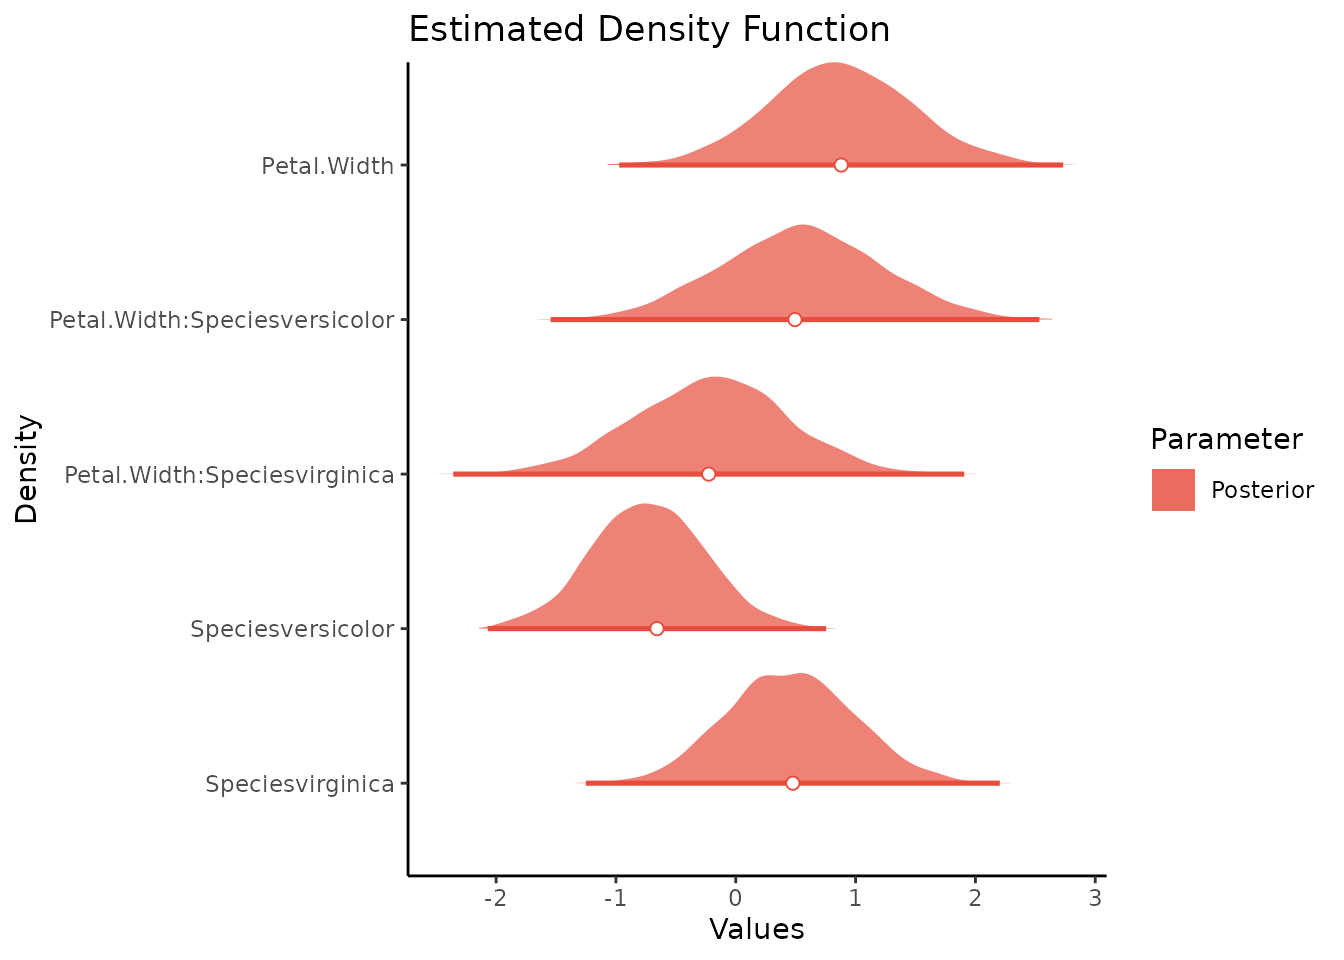 Estimated Density Function
Petal.Width
Petal.Width:Speciesversicolor
Petal.Width:Speciesvirginica
Speciesversicolor
Speciesvirginica
Density
-2 -1 0 1 2 3
Values
Parameter
Posterior